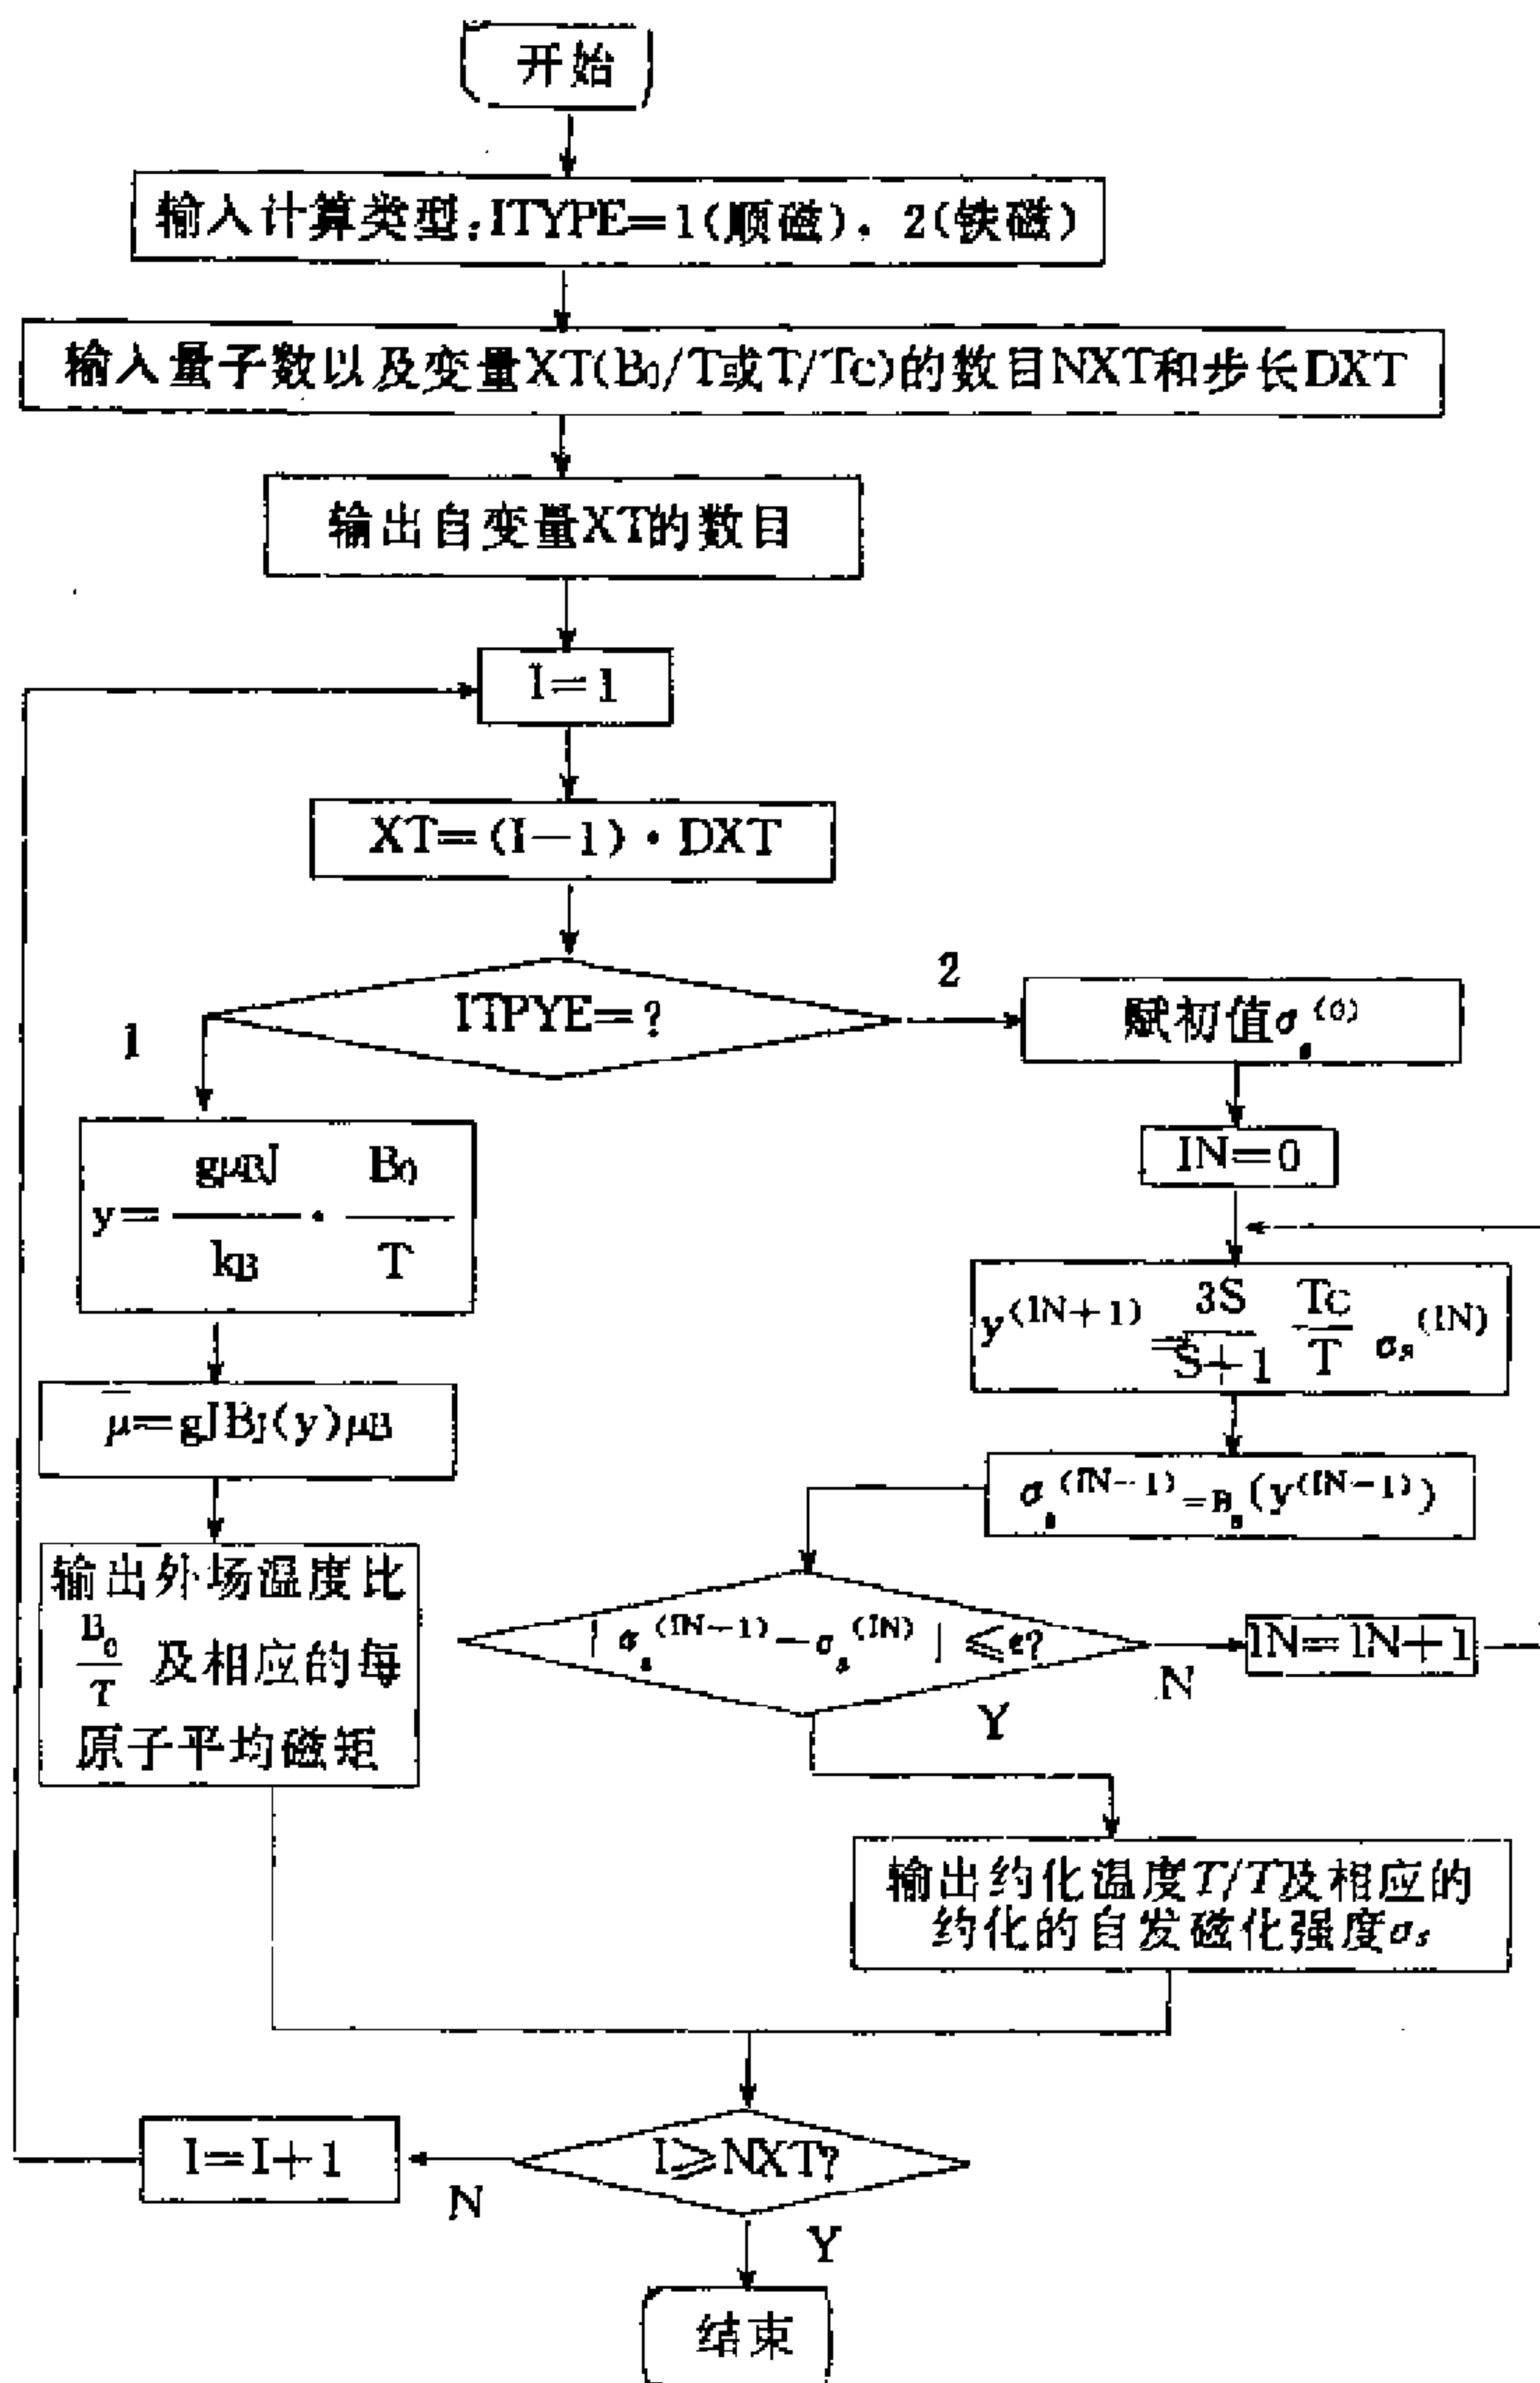 开始
输入计算类型:ITYPE=1(顺磁),2(铁磁)
输入量子数以及变量XT(B₀/T或T/Tc)的数目NXT和步长DXT
输出自变量XT的数目
I=1
XT=(I-1)·DXT
ITPYE=?
1
2
y=gμBJ/kB · B₀/T
μ̄=gJBJ(y)μB
输出外场温度比
B₀/T 及相应的每
原子平均磁矩
赋初值σs⁽⁰⁾
IN=0
y^(IN+1)=3S/S+1 TC/T σs^(IN)
σs^(IN-1)=Bs(y^(IN-1))
|σs^(IN-1)-σs^(IN)|≤ε?
N
IN=IN+1
Y
输出约化温度T/T及相应的
约化的自发磁化强度σs
I≥NXT?
N
I=I+1
Y
结束